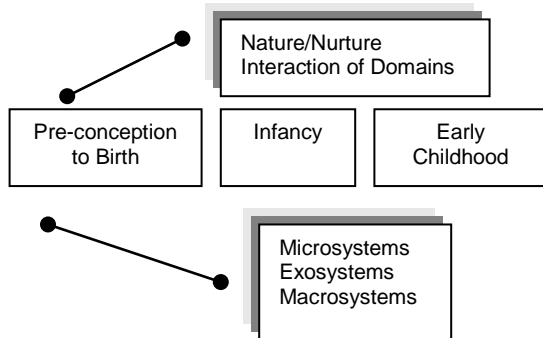 Nature/Nurture
Interaction of Domains
Pre-conception
to Birth
Infancy
Early
Childhood
Microsystems
Exosystems
Macrosystems